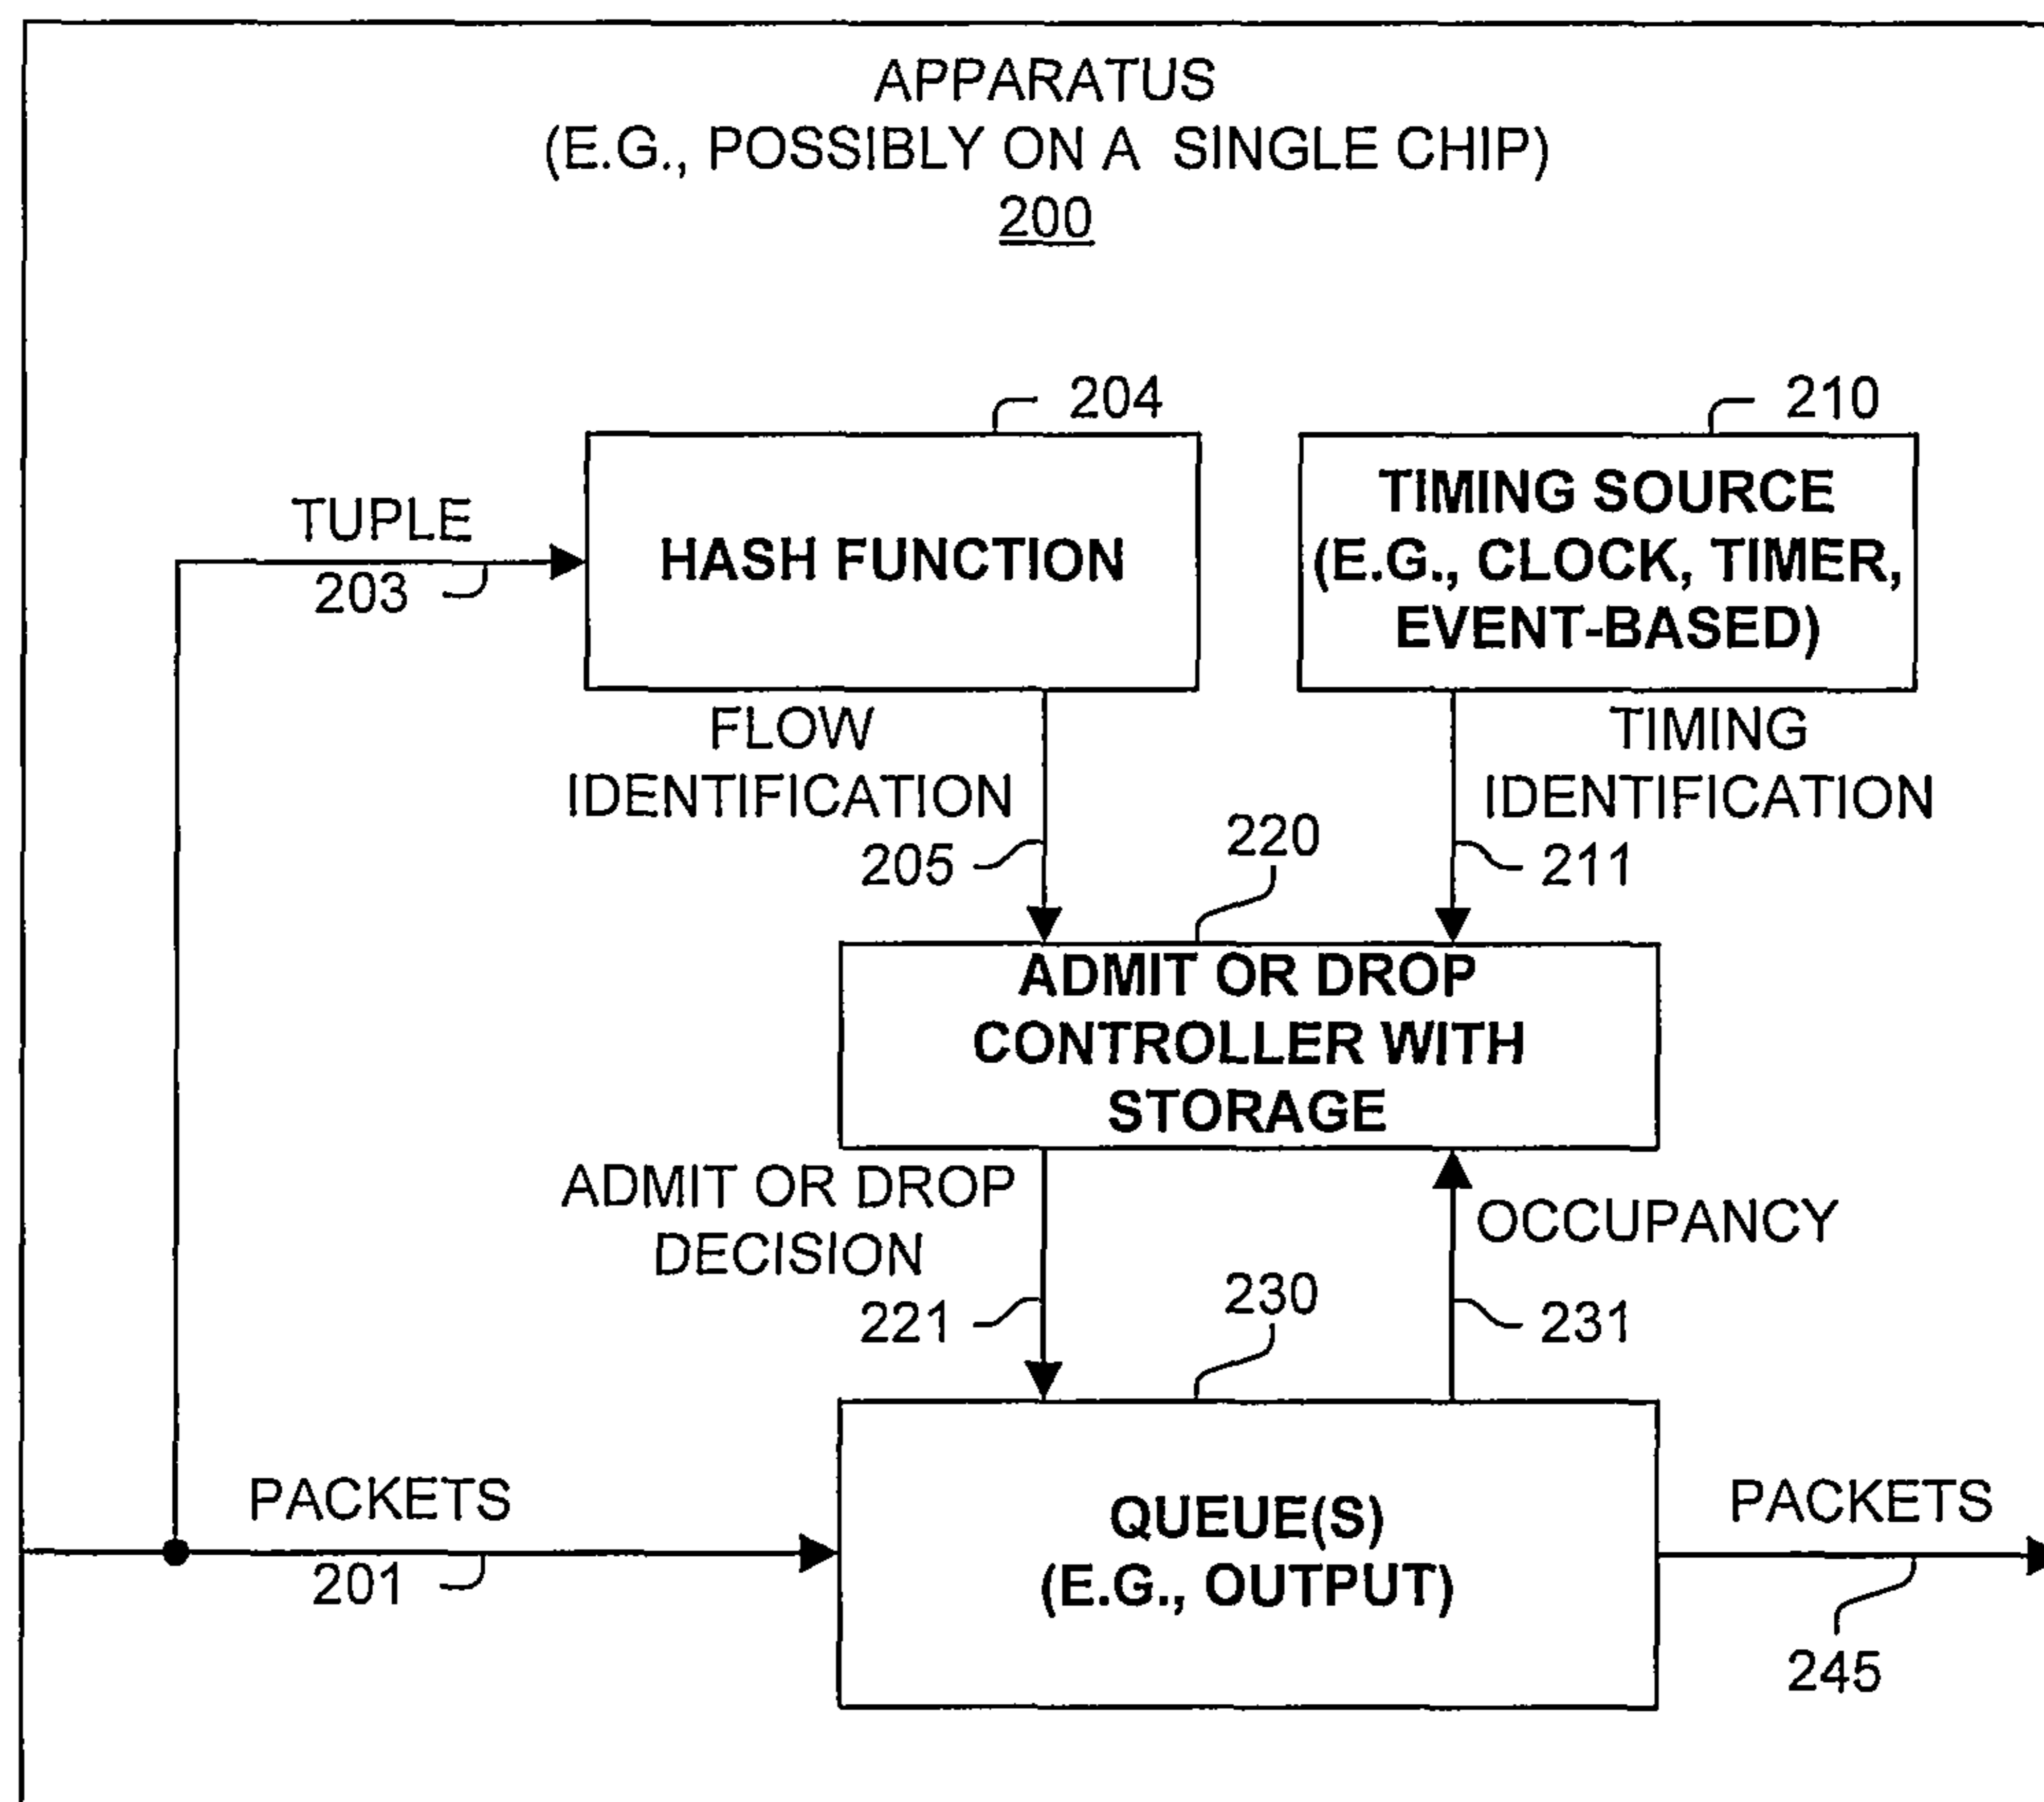 APPARATUS
(E.G., POSSIBLY ON A SINGLE CHIP)
200
204
210
TUPLE
203
HASH FUNCTION
TIMING SOURCE
(E.G., CLOCK, TIMER,
EVENT-BASED)
FLOW
IDENTIFICATION
205
TIMING
IDENTIFICATION
211
220
ADMIT OR DROP
CONTROLLER WITH
STORAGE
ADMIT OR DROP
DECISION
221
OCCUPANCY
231
230
PACKETS
201
QUEUE(S)
(E.G., OUTPUT)
PACKETS
245